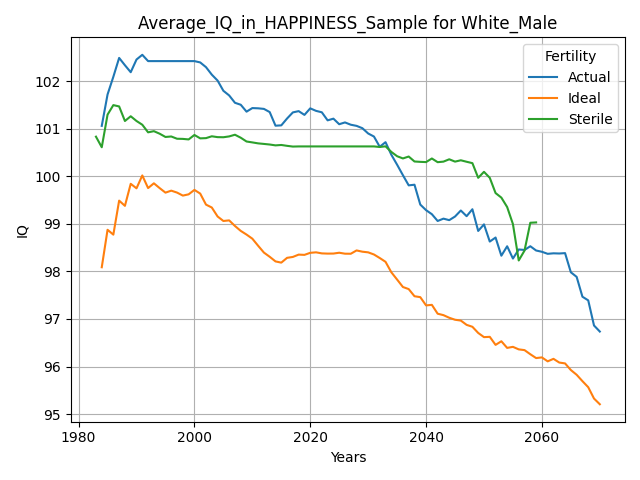 Average_IQ_in_HAPPINESS_Sample for White_Male
Fertility
Actual
Ideal
Sterile
IQ
102
101
100
99
98
97
96
95
1980
2000
2020
2040
2060
Years